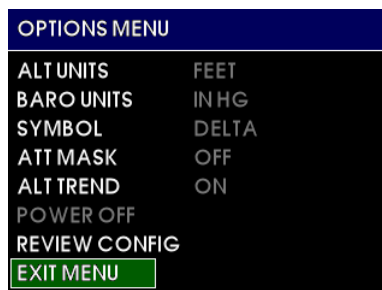 OPTIONS MENU
ALT UNITS FEET
BARO UNITS IN HG
SYMBOL DELTA
ATT MASK OFF
ALT TREND ON
POWER OFF
REVIEW CONFIG
EXIT MENU